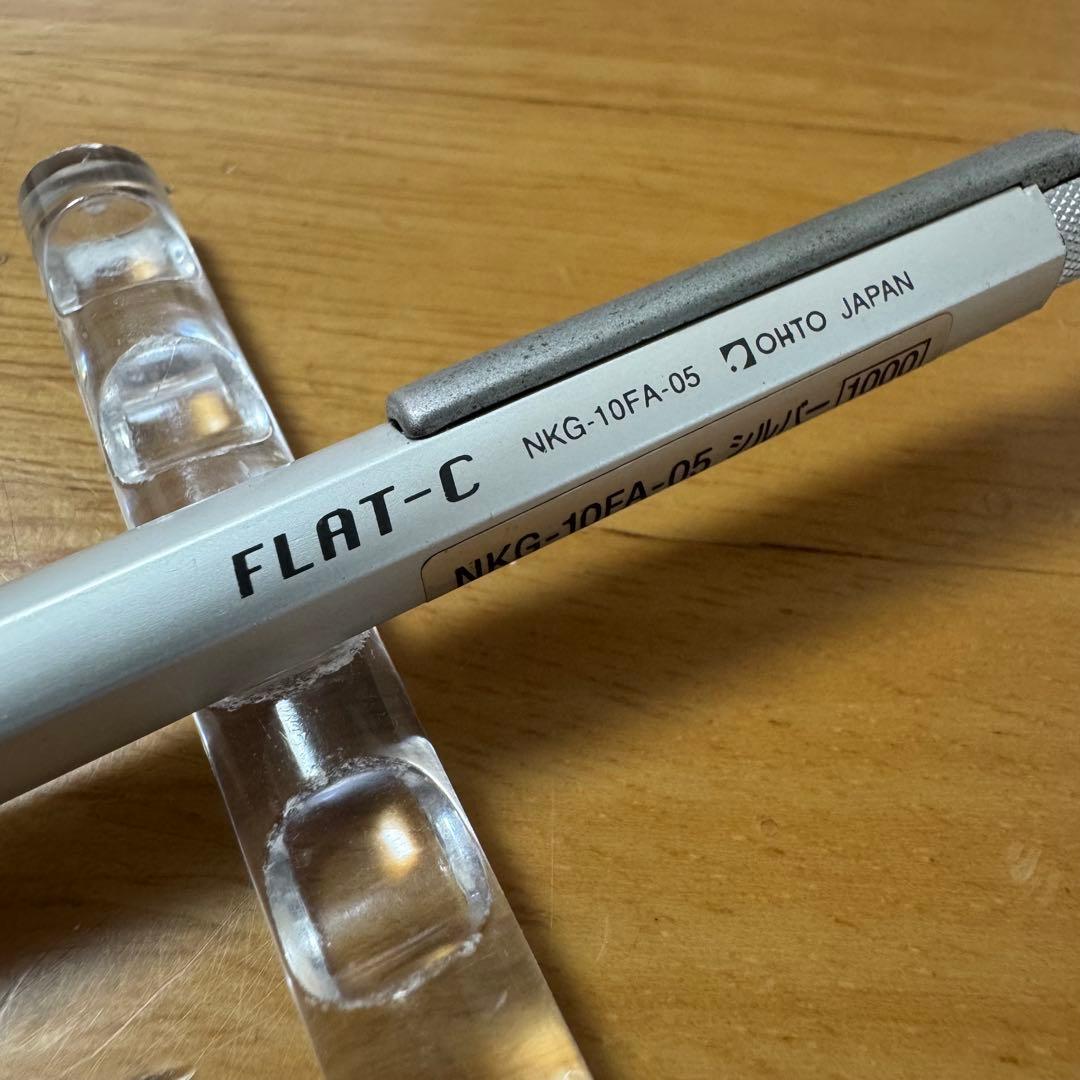 FLAT-C
NKG-10FA-05 OHTO JAPAN
NKG-10FA-05 シルバー 1000